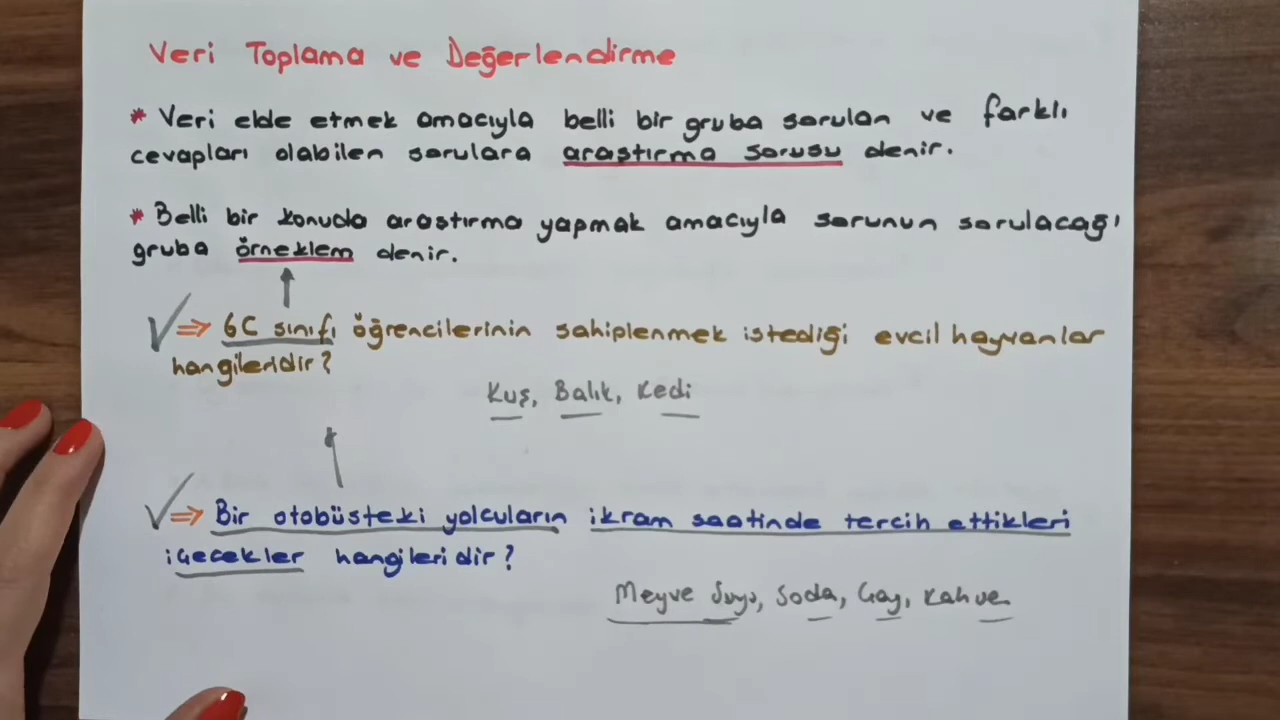 Veri Toplama ve Değerlendirme
* Veri elde etmek amacıyla belli bir gruba sorulan ve farklı
cevapları olabilen sorulara araştırma sorusu denir.
* Belli bir konuda araştırma yapmak amacıyla sorunun sorulacağı
gruba örneklem denir.
✓ ⇒ 6C sınıfı öğrencilerinin sahiplenmek istediği evcil hayvanlar
hangileridir?
Kuş, Balık, Kedi
✓ ⇒ Bir otobüsteki yolcuların ikram saatinde tercih ettikleri
içecekler hangileridir?
Meyve Suyu, Soda, Çay, Kahve